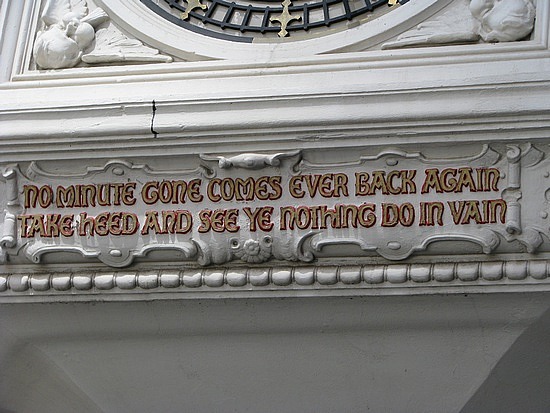 NO MINUTE GONE COMES EVER BACK AGAIN
TAKE HEED AND SEE YE NOTHING DO IN VAIN